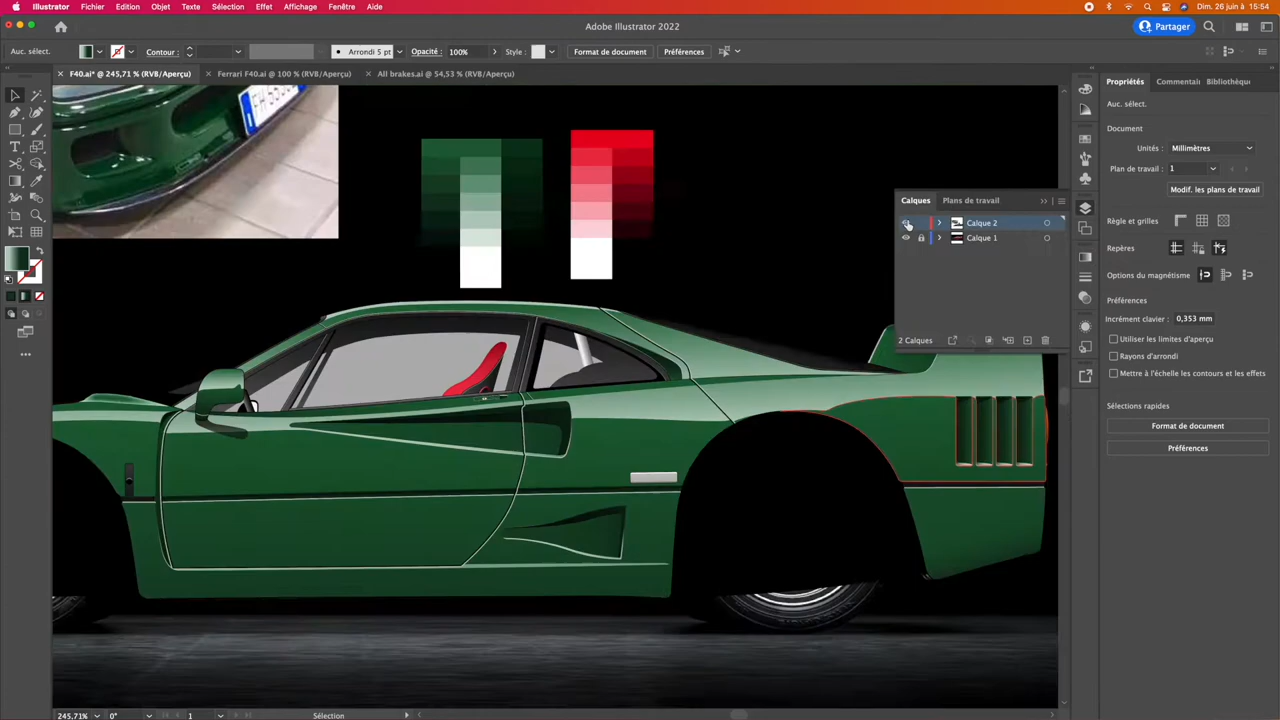 Illustrator Fichier Edition Objet Texte Sélection Effet Affichage Fenêtre Aide Dim. 26 juin à 15:54
Adobe Illustrator 2022
Partager
Auc. sélect. Contour : Arrondi 5 pt Opacité : 100% Style : Format de document Préférences
F40.ai* @ 245,71 % (RVB/Aperçu) Ferrari F40.ai @ 100 % (RVB/Aperçu) All brakes.ai @ 54,53 % (RVB/Aperçu)
Propriétés Commentai Bibliothèqu
Auc. sélect.
Document
Unités : Millimètres
Plan de travail : 1
Modif. les plans de travail
Calques Plans de travail
Calque 2
Calque 1
2 Calques
Règle et grilles
Repères
Options du magnétisme
Préférences
Incrément clavier : 0,353 mm
Utiliser les limites d'aperçu
Rayons d'arrondi
Mettre à l'échelle les contours et les effets
Sélections rapides
Format de document
Préférences
245,71% 0° 1 Sélection